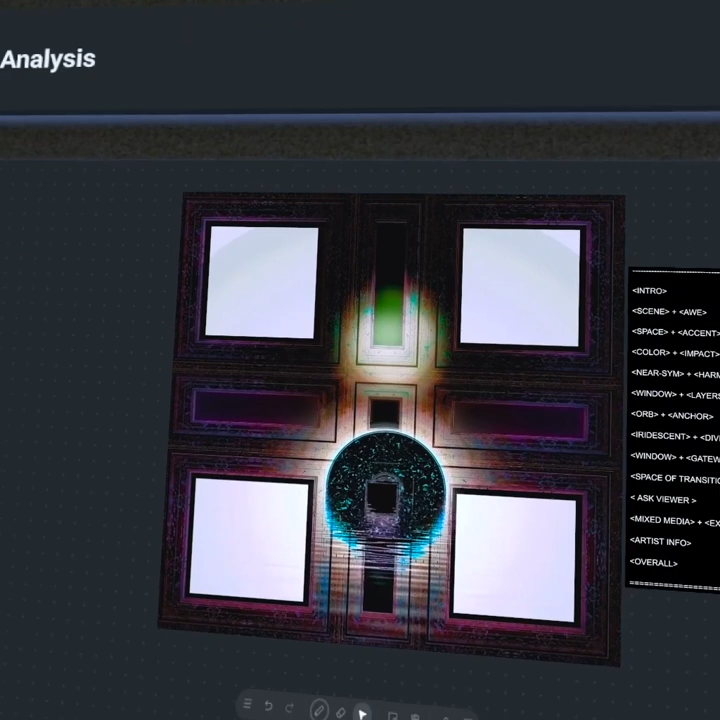 Analysis
<INTRO>
<SCENE> + <AWE>
<SPACE> + <ACCENT>
<COLOR> + <IMPACT>
<NEAR-SYM> + <HARM
<WINDOW> + <LAYERS
<ORB> + <ANCHOR>
<IRIDESCENT> + <DIV
<WINDOW> + <GATEW
<SPACE OF TRANSITIO
< ASK VIEWER >
<MIXED MEDIA> + <EX
<ARTIST INFO>
<OVERALL>